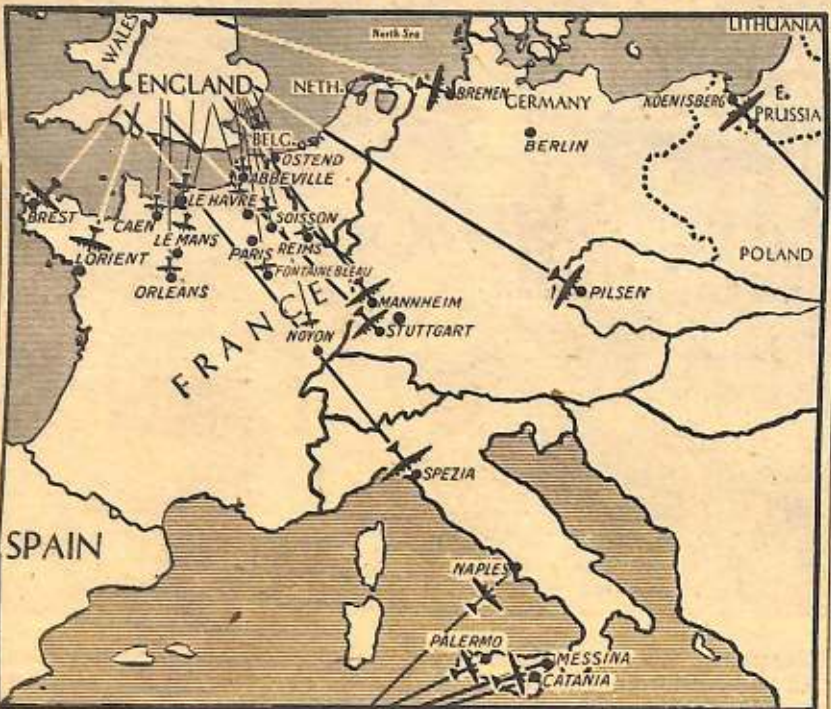 LITHUANIA
WALES
North Sea
ENGLAND
NETH.
BREMEN
GERMANY
KOENISBERG
E.
PRUSSIA
BERLIN
BELG.
OSTEND
ABBEVILLE
BREST
CAEN
LE HAVRE
SOISSON
LE MANS
PARIS
REIMS
LORIENT
POLAND
ORLEANS
FONTAINEBLEAU
PILSEN
MANNHEIM
STUTTGART
NOYON
FRANCE
SPEZIA
SPAIN
NAPLES
PALERMO
MESSINA
CATANIA